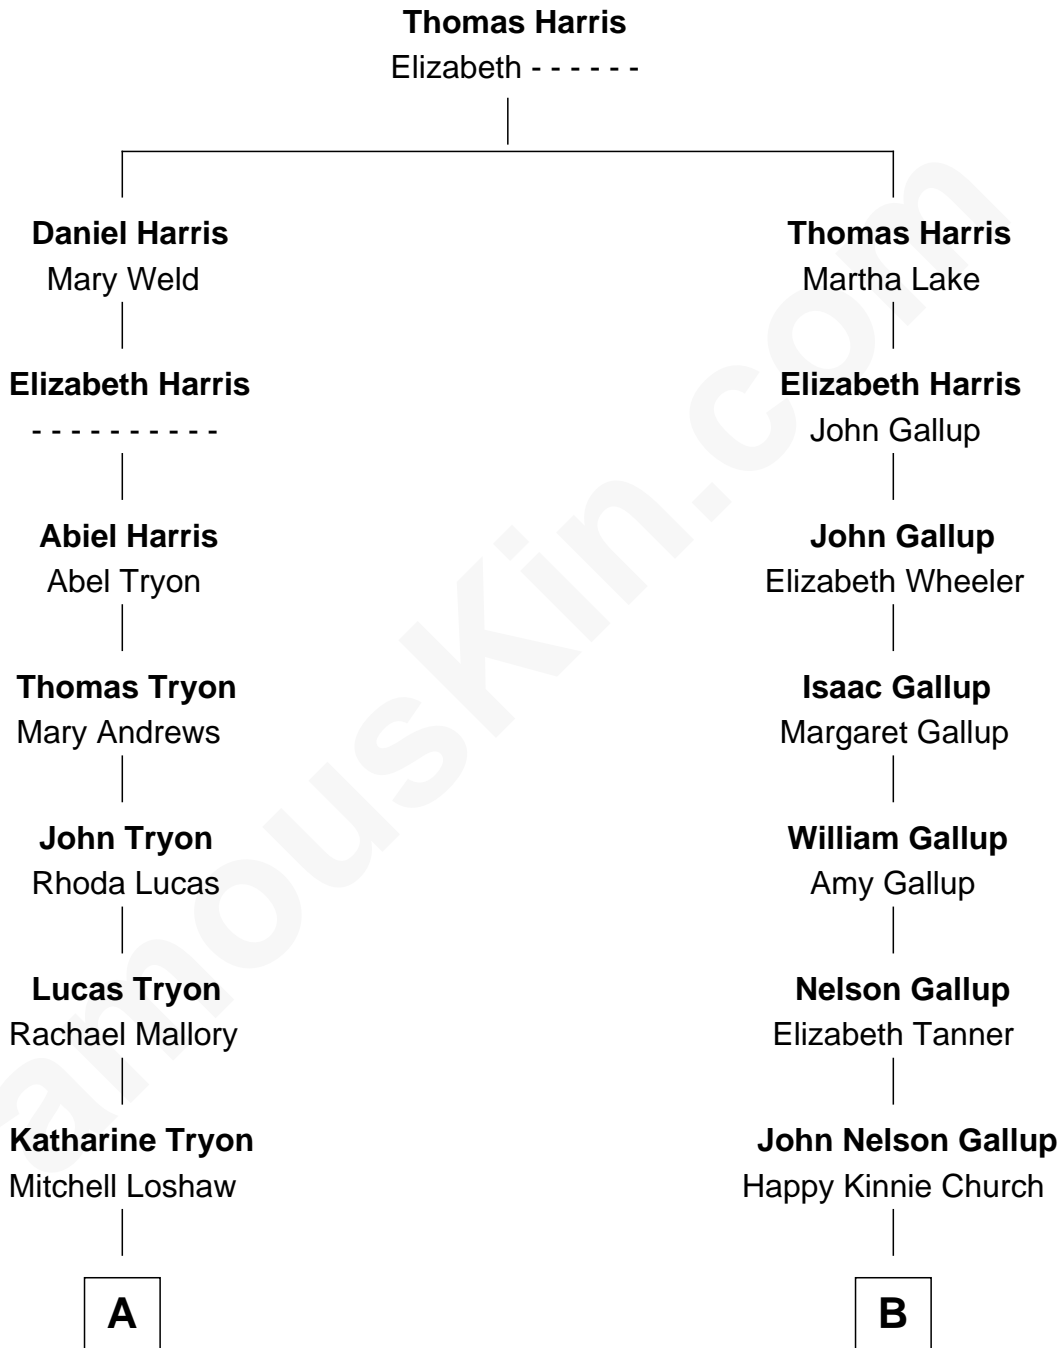 Thomas Harris
Elizabeth - - - - - -
Daniel Harris
Mary Weld
Elizabeth Harris
- - - - - - - - - -
Abiel Harris
Abel Tryon
Thomas Tryon
Mary Andrews
John Tryon
Rhoda Lucas
Lucas Tryon
Rachael Mallory
Katharine Tryon
Mitchell Loshaw
A
Thomas Harris
Martha Lake
Elizabeth Harris
John Gallup
John Gallup
Elizabeth Wheeler
Isaac Gallup
Margaret Gallup
William Gallup
Amy Gallup
Nelson Gallup
Elizabeth Tanner
John Nelson Gallup
Happy Kinnie Church
B
amouskin.com